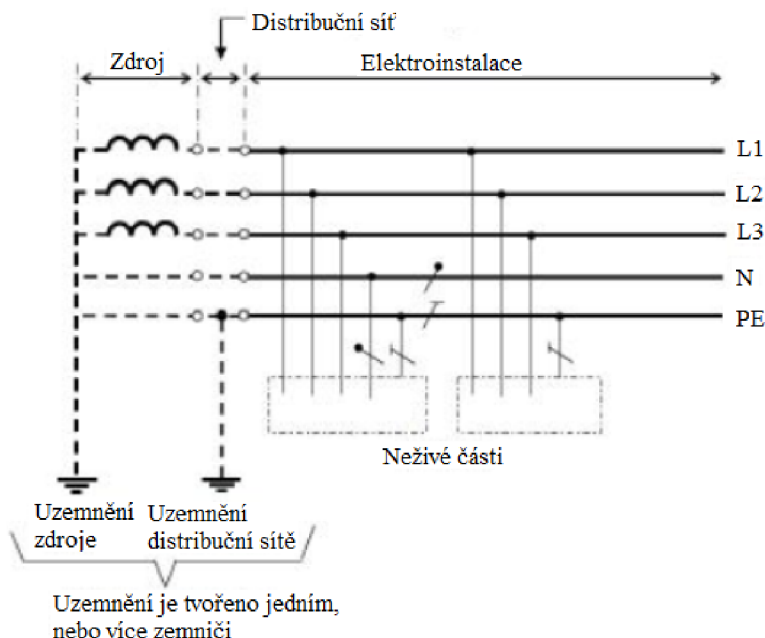 Distribuční síť
Zdroj
Elektroinstalace
L1
L2
L3
N
PE
Neživé části
Uzemnění
zdroje
Uzemnění
distribuční sítě
Uzemnění je tvořeno jedním,
nebo více zemniči